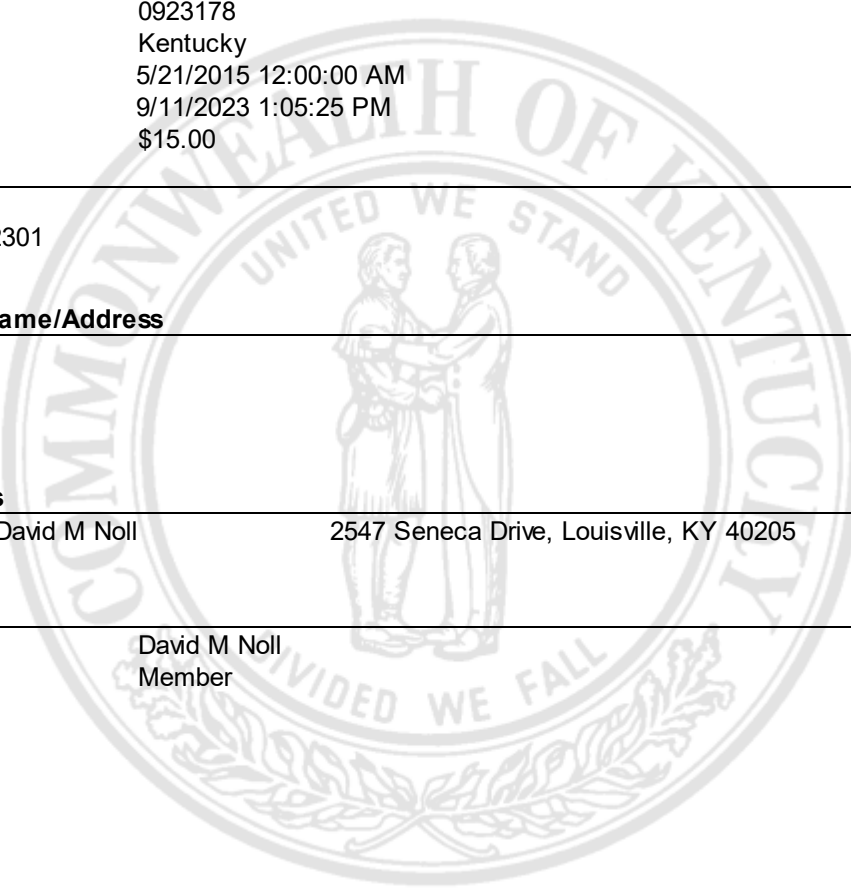 0923178
Kentucky
5/21/2015 12:00:00 AM
9/11/2023 1:05:25 PM
$15.00
2301
ame/Address
s
David M Noll 2547 Seneca Drive, Louisville, KY 40205
David M Noll
Member
COMMONWEALTH OF KENTUCKY
UNITED WE STAND
DIVIDED WE FALL